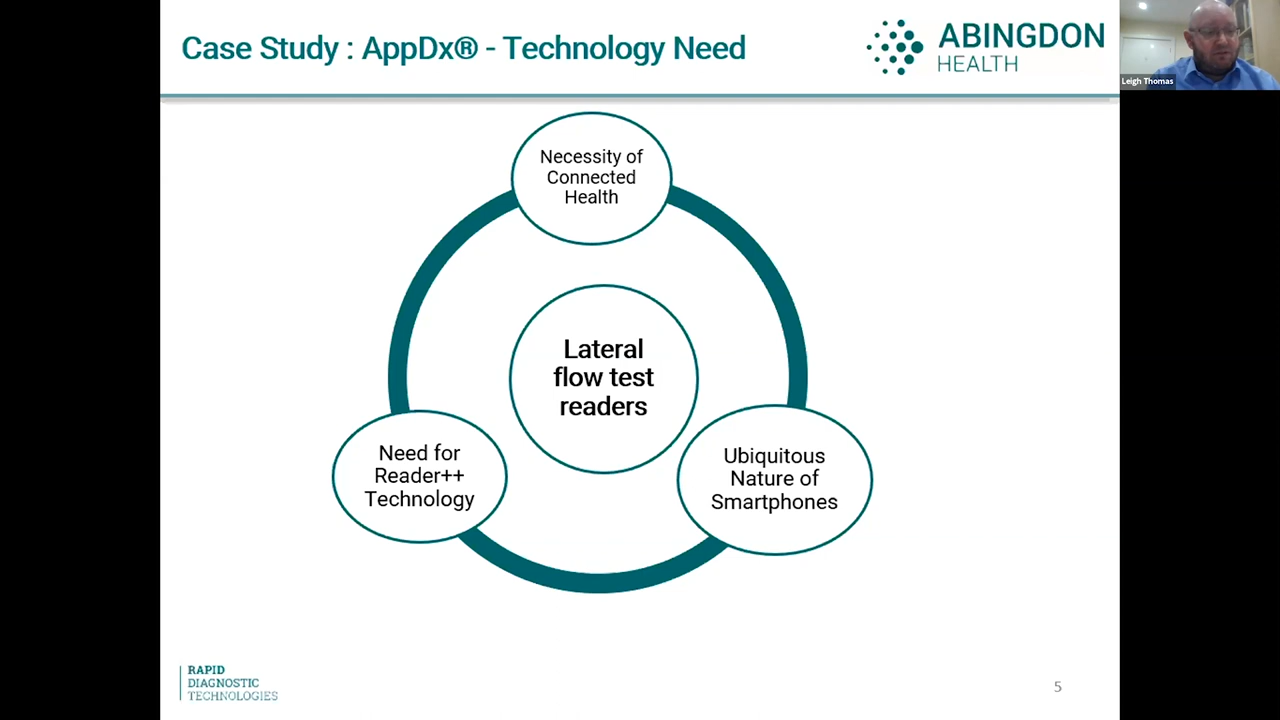 Case Study : AppDx® - Technology Need
ABINGDON
HEALTH
Leigh Thomas
Necessity of
Connected
Health
Lateral
flow test
readers
Need for
Reader++
Technology
Ubiquitous
Nature of
Smartphones
RAPID
DIAGNOSTIC
TECHNOLOGIES
5